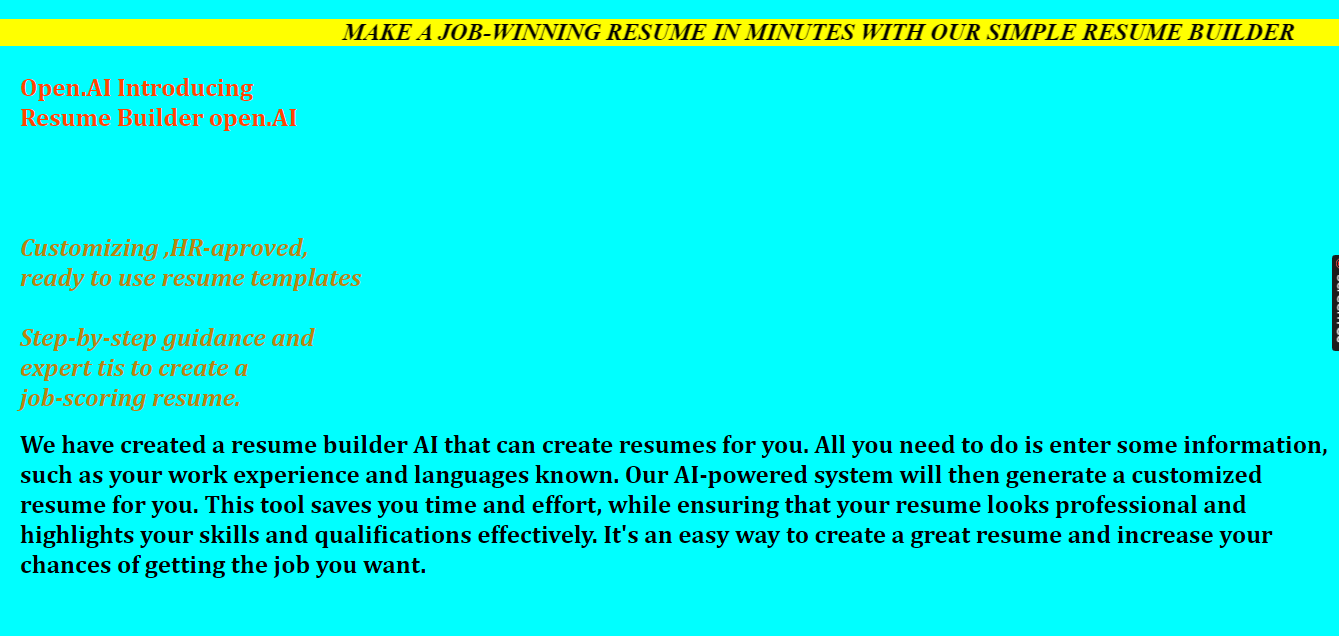 MAKE A JOB-WINNING RESUME IN MINUTES WITH OUR SIMPLE RESUME BUILDER
Open.AI Introducing
Resume Builder open.AI
Customizing ,HR-aproved,
ready to use resume templates
Step-by-step guidance and
expert tis to create a
job-scoring resume.
We have created a resume builder AI that can create resumes for you. All you need to do is enter some information,
such as your work experience and languages known. Our AI-powered system will then generate a customized
resume for you. This tool saves you time and effort, while ensuring that your resume looks professional and
highlights your skills and qualifications effectively. It's an easy way to create a great resume and increase your
chances of getting the job you want.